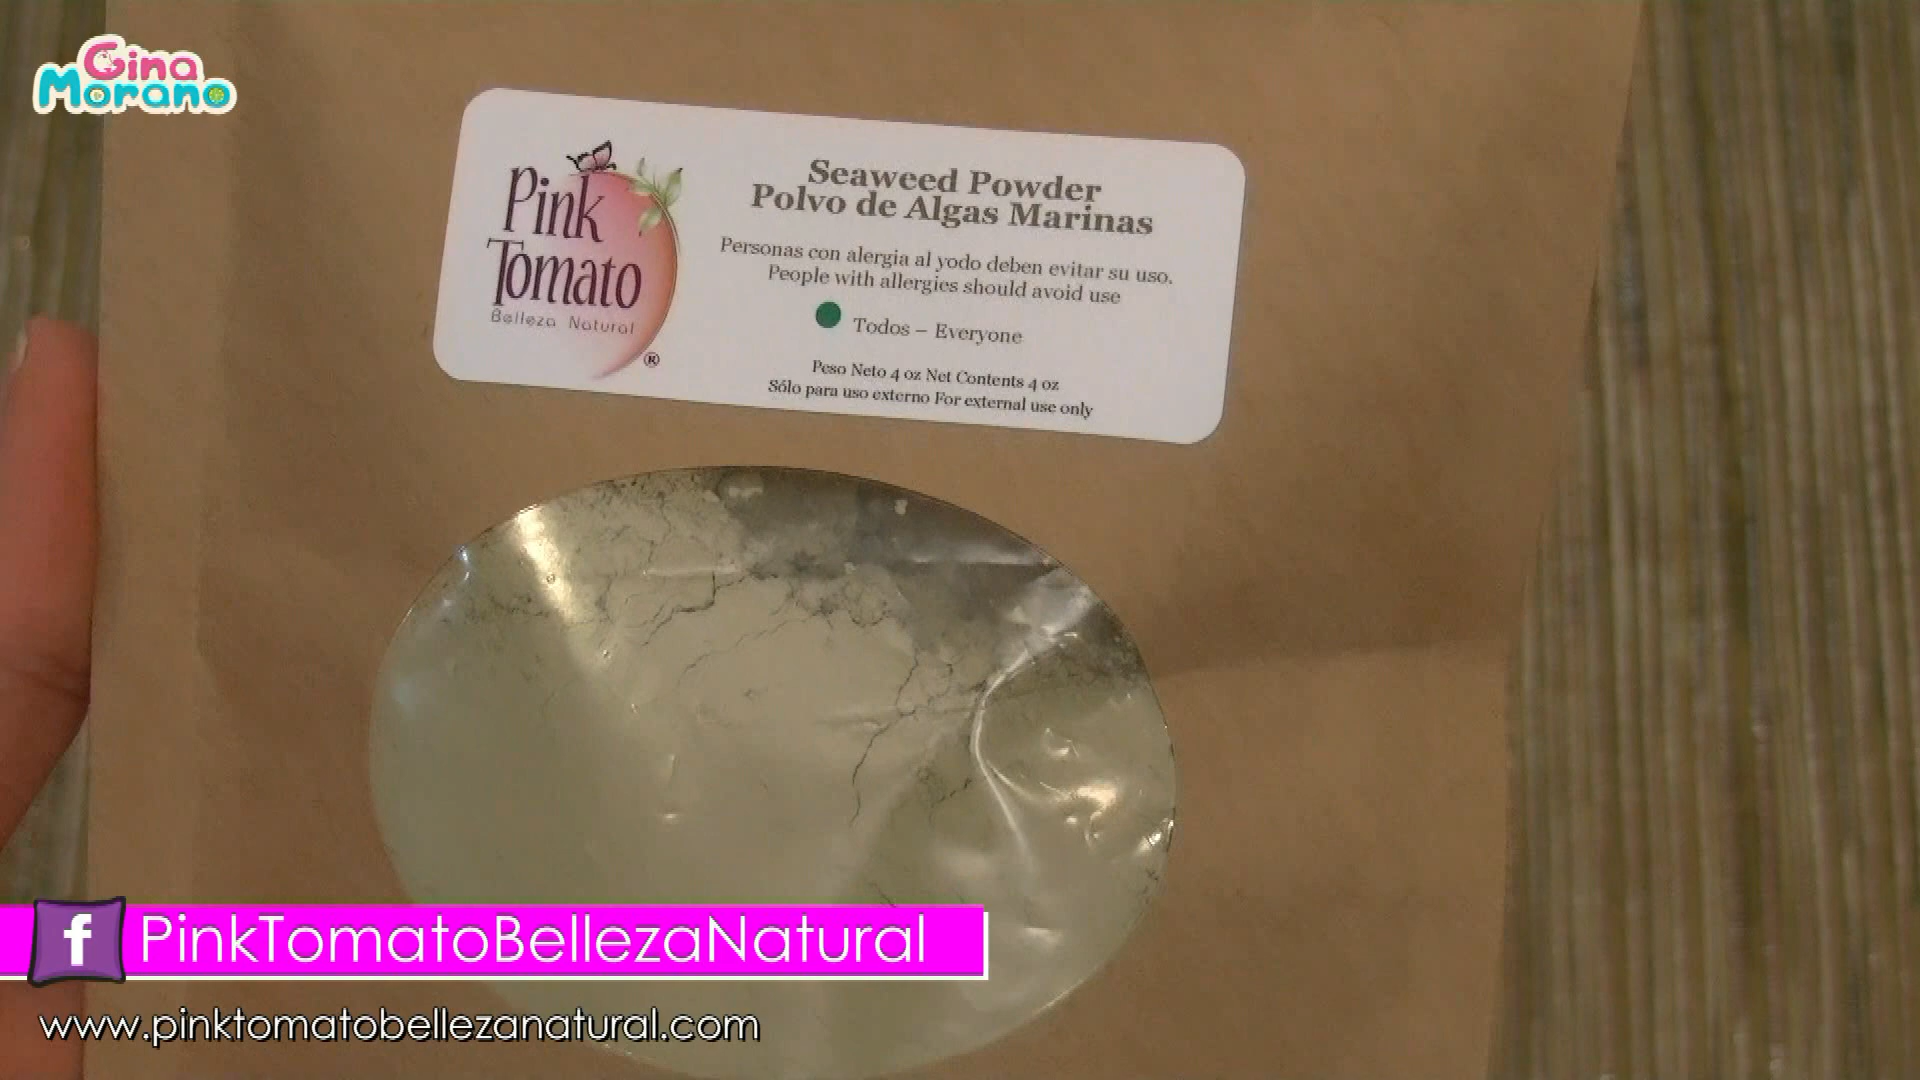 Gina
Morano
Pink
Tomato
Belleza Natural
®
Seaweed Powder
Polvo de Algas Marinas
Personas con alergia al yodo deben evitar su uso.
People with allergies should avoid use
Todos – Everyone
Peso Neto 4 oz Net Contents 4 oz
Sólo para uso externo For external use only
f PinkTomatoBellezaNatural
www.pinktomatobellezanatural.com